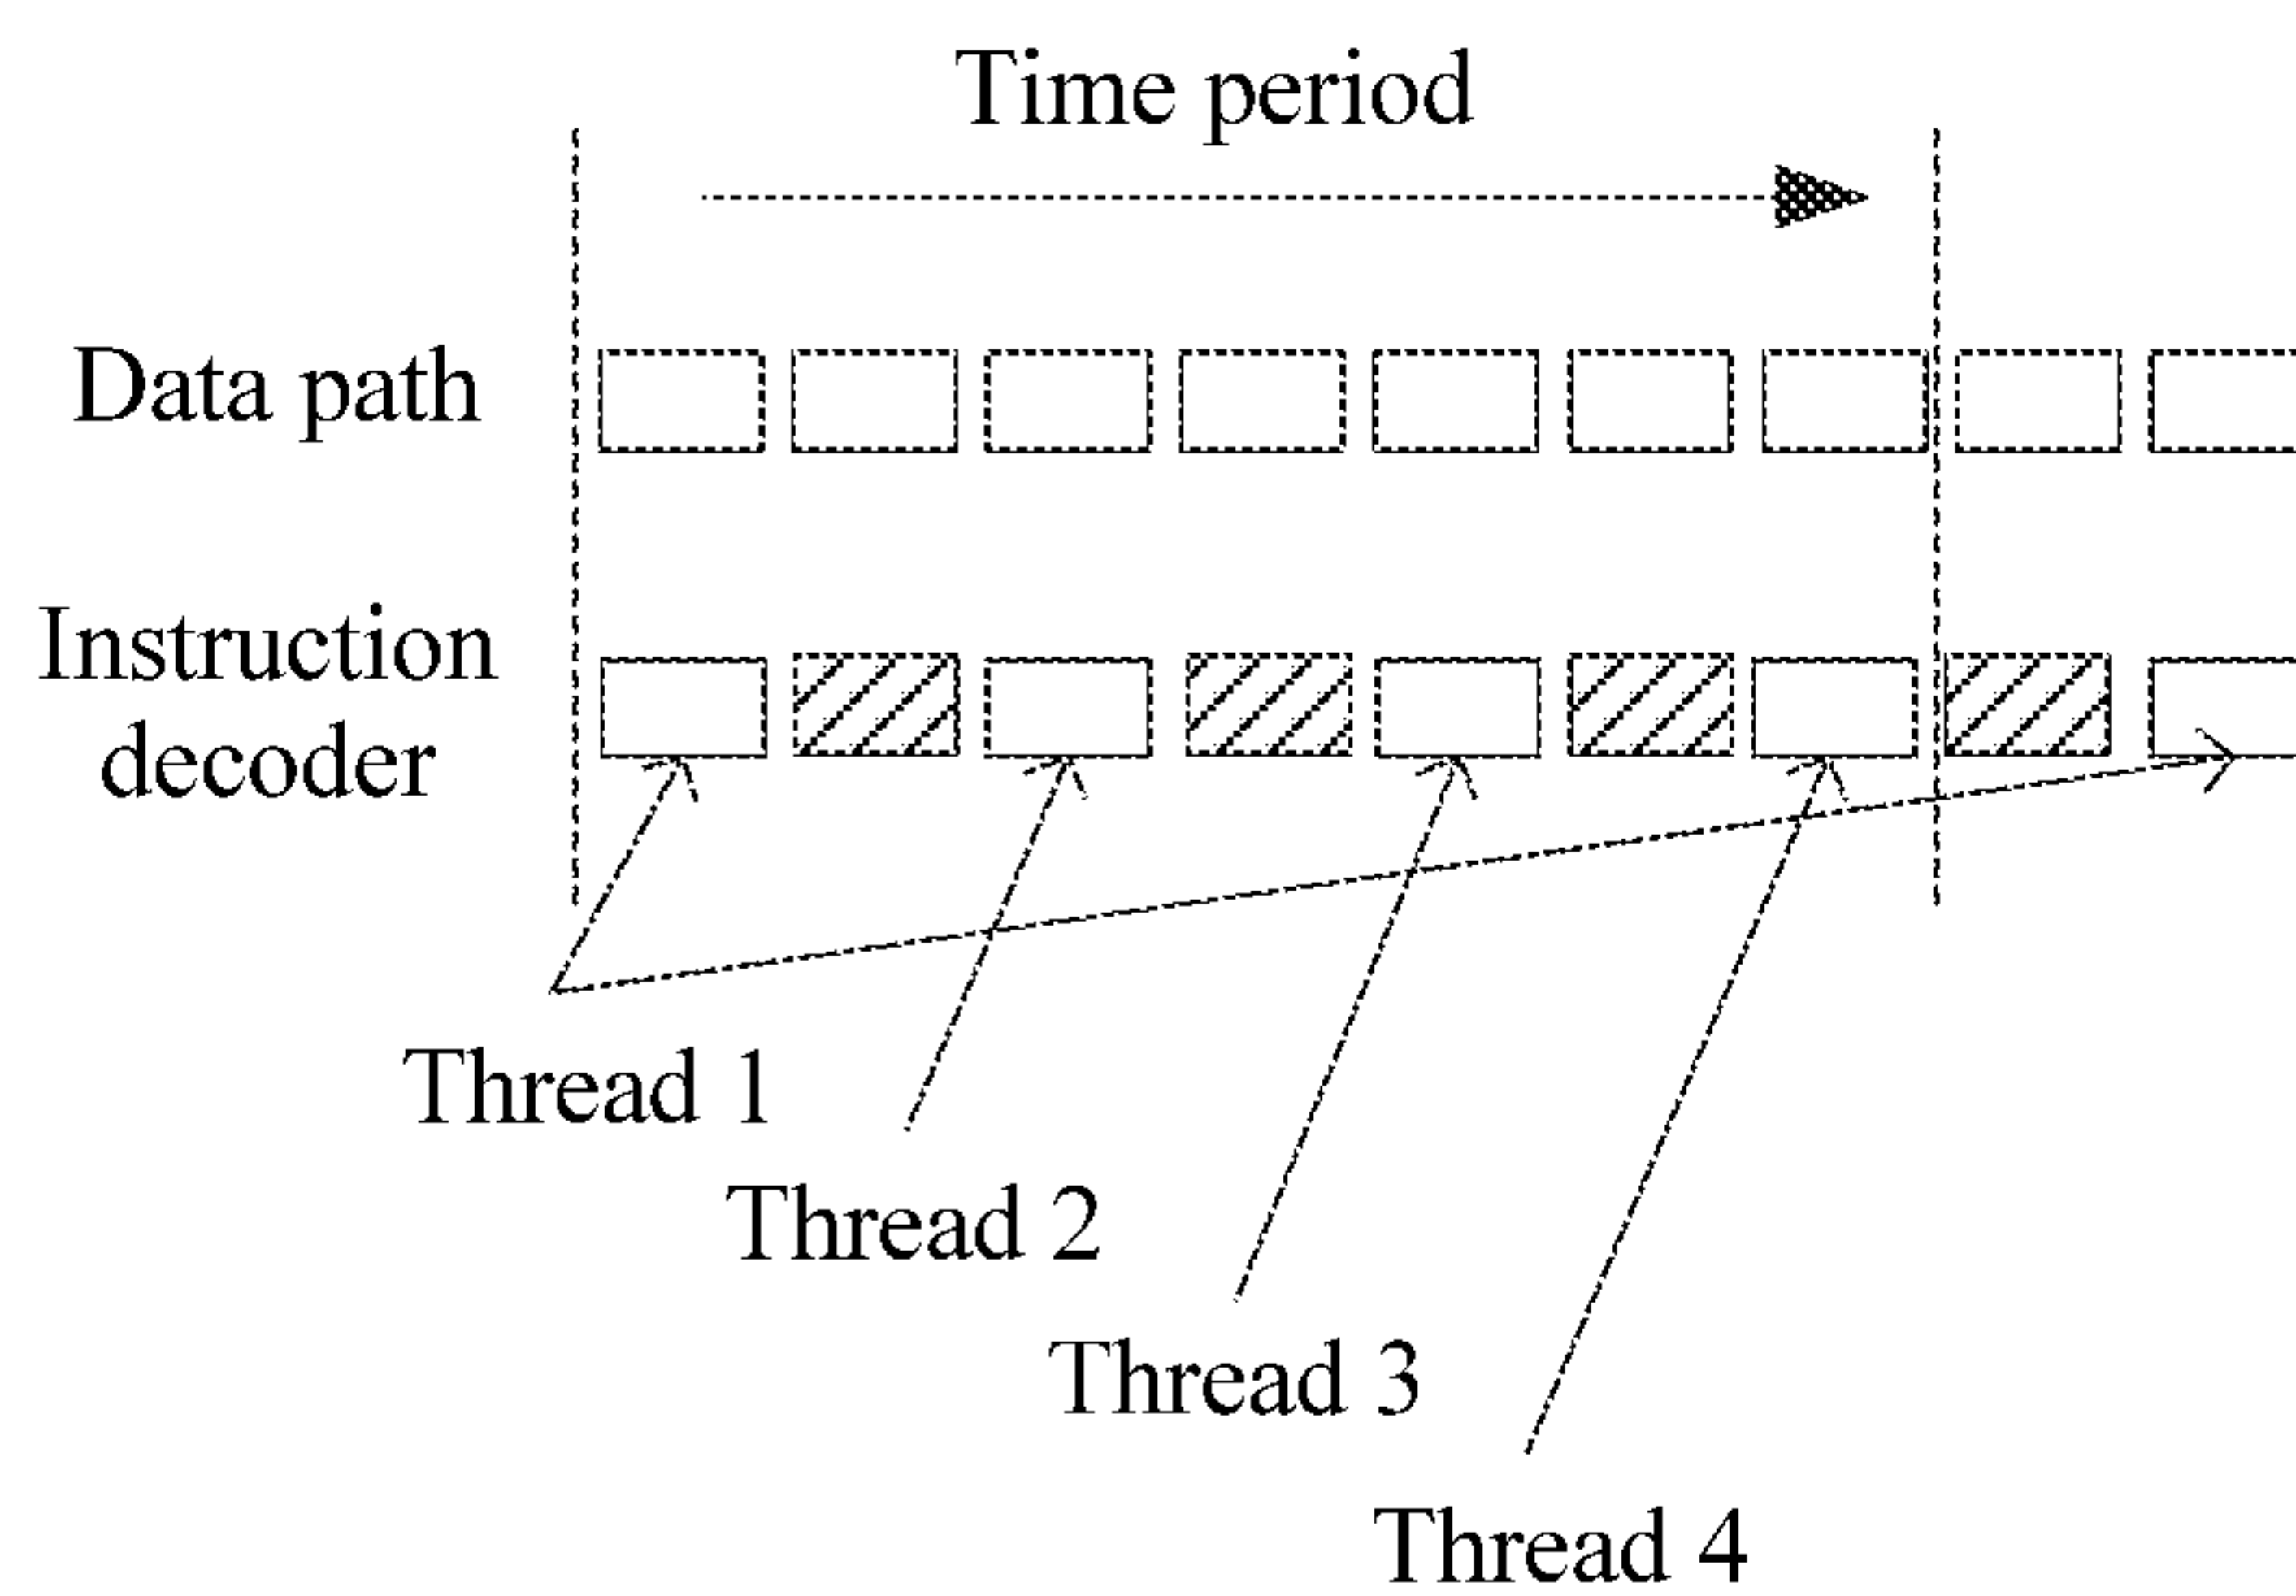 Time period
Data path
Instruction
decoder
Thread 1
Thread 2
Thread 3
Thread 4